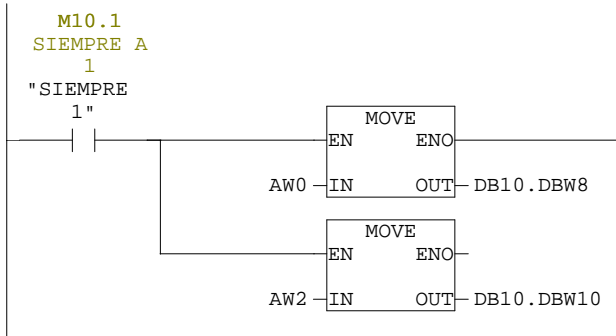 M10.1
SIEMPRE A
1
"SIEMPRE
1"
MOVE
EN ENO
AW0 IN OUT DB10.DBW8
MOVE
EN ENO
AW2 IN OUT DB10.DBW10